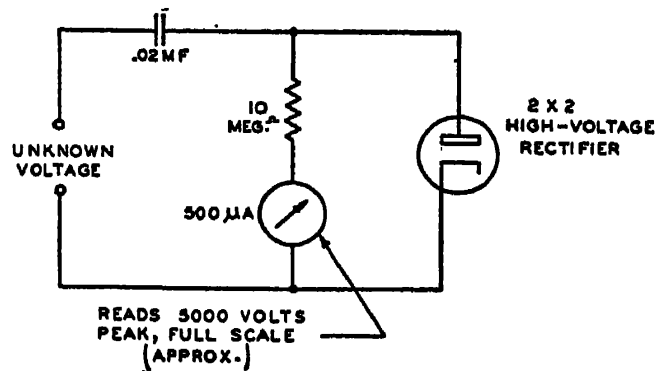 .02MF
10
MEG.Ω
2 X 2
HIGH-VOLTAGE
RECTIFIER
UNKNOWN
VOLTAGE
500 µA
READS 5000 VOLTS
PEAK, FULL SCALE
(APPROX.)